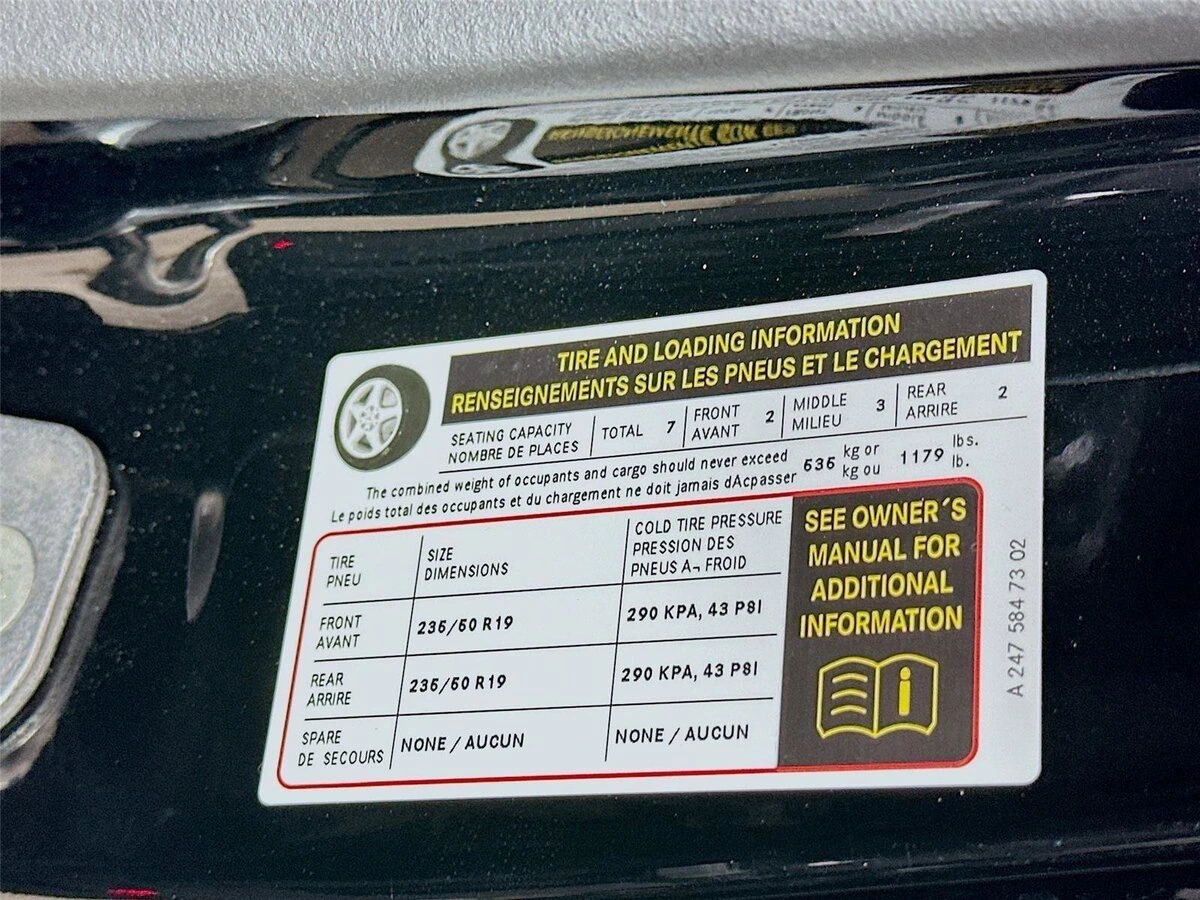 TIRE AND LOADING INFORMATION
RENSEIGNEMENTS SUR LES PNEUS ET LE CHARGEMENT
SEATING CAPACITY
NOMBRE DE PLACES
TOTAL 7
FRONT
AVANT
2
MIDDLE
MILIEU
3
REAR
ARRIRE
2
The combined weight of occupants and cargo should never exceed
Le poids total des occupants et du chargement ne doit jamais dAcpasser
535
kg or
kg ou
1179
lbs.
lb.
TIRE
PNEU
SIZE
DIMENSIONS
COLD TIRE PRESSURE
PRESSION DES
PNEUS A¬ FROID
FRONT
AVANT
235/50 R19
290 KPA, 43 PSI
REAR
ARRIRE
235/50 R19
290 KPA, 43 PSI
SPARE
DE SECOURS
NONE / AUCUN
NONE / AUCUN
SEE OWNER´S
MANUAL FOR
ADDITIONAL
INFORMATION
A 247 584 73 02